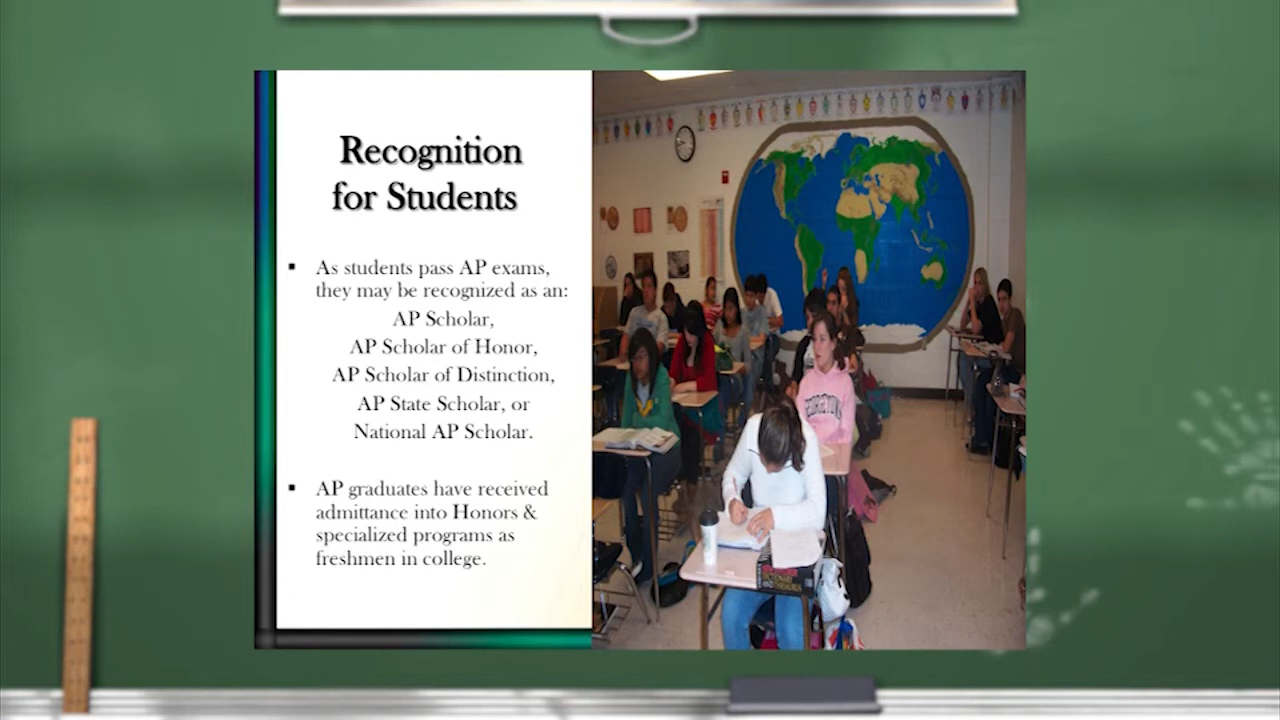 Recognition
for Students
▪ As students pass AP exams,
they may be recognized as an:
AP Scholar,
AP Scholar of Honor,
AP Scholar of Distinction,
AP State Scholar, or
National AP Scholar.
▪ AP graduates have received
admittance into Honors &
specialized programs as
freshmen in college.